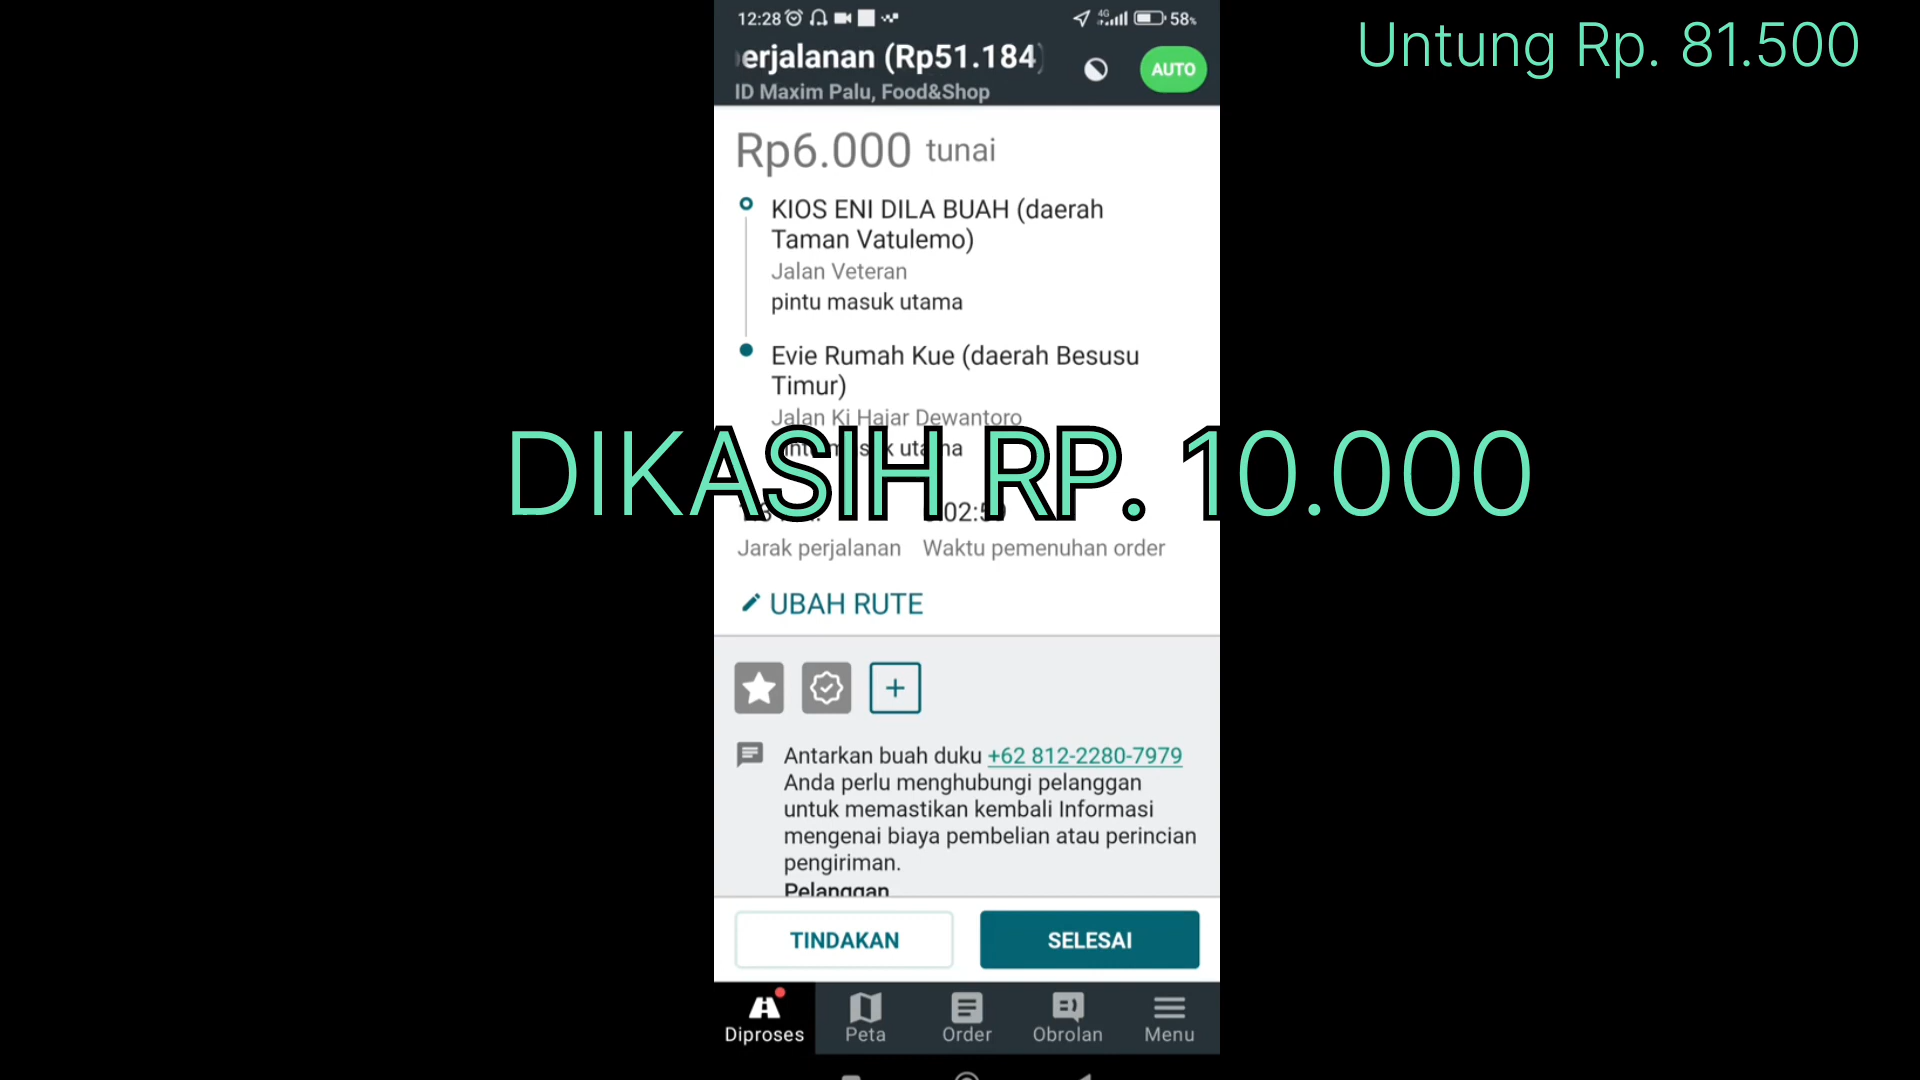 12:28
4G
58%
Untung Rp. 81.500
erjalanan (Rp51.184)
AUTO
ID Maxim Palu, Food&Shop
Rp6.000 tunai
KIOS ENI DILA BUAH (daerah
Taman Vatulemo)
Jalan Veteran
pintu masuk utama
Evie Rumah Kue (daerah Besusu
Timur)
Jalan Ki Hajar Dewantoro
DIKASIH RP. 10.000
Jarak perjalanan
Waktu pemenuhan order
UBAH RUTE
Antarkan buah duku +62 812-2280-7979
Anda perlu menghubungi pelanggan
untuk memastikan kembali Informasi
mengenai biaya pembelian atau perincian
pengiriman.
Pelanggan
TINDAKAN
SELESAI
Diproses
Peta
Order
Obrolan
Menu